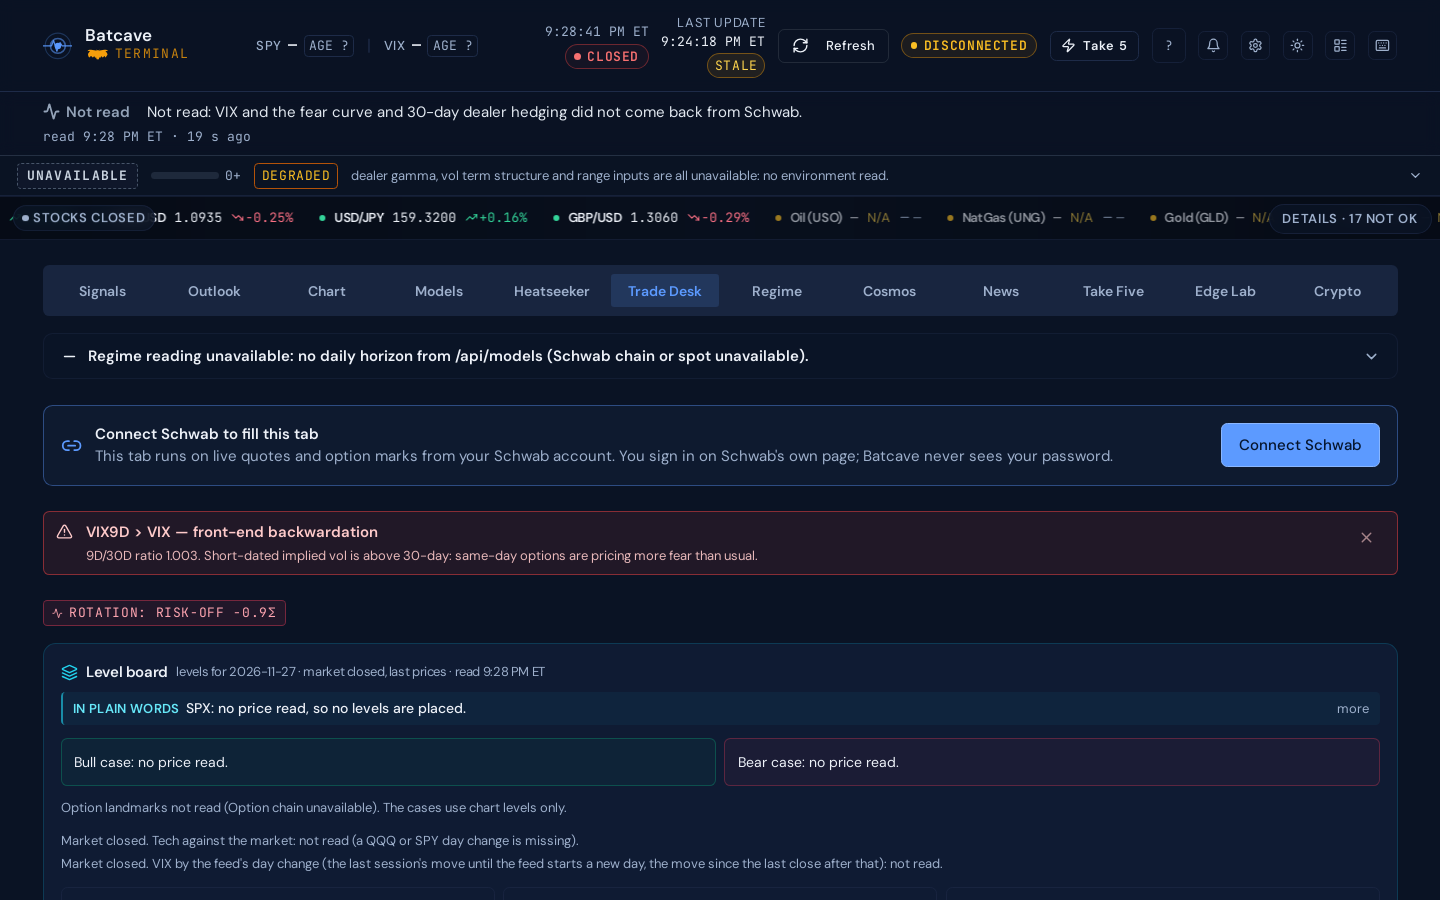 Batcave
TERMINAL
SPY — AGE ? | VIX — AGE ?
9:28:41 PM ET
CLOSED
LAST UPDATE
9:24:18 PM ET
STALE
Refresh
DISCONNECTED
Take 5
?
Not read Not read: VIX and the fear curve and 30-day dealer hedging did not come back from Schwab.
read 9:28 PM ET · 19 s ago
UNAVAILABLE 0+ DEGRADED dealer gamma, vol term structure and range inputs are all unavailable: no environment read.
STOCKS CLOSED SD 1.0935 -0.25% USD/JPY 159.3200 +0.16% GBP/USD 1.3060 -0.29% Oil (USO) — N/A —— NatGas (UNG) — N/A —— Gold (GLD) — N/A DETAILS · 17 NOT OK
Signals Outlook Chart Models Heatseeker Trade Desk Regime Cosmos News Take Five Edge Lab Crypto
— Regime reading unavailable: no daily horizon from /api/models (Schwab chain or spot unavailable).
Connect Schwab to fill this tab
This tab runs on live quotes and option marks from your Schwab account. You sign in on Schwab's own page; Batcave never sees your password.
Connect Schwab
VIX9D > VIX — front-end backwardation
9D/30D ratio 1.003. Short-dated implied vol is above 30-day: same-day options are pricing more fear than usual.
ROTATION: RISK-OFF -0.9Σ
Level board levels for 2026-11-27 · market closed, last prices · read 9:28 PM ET
IN PLAIN WORDS SPX: no price read, so no levels are placed. more
Bull case: no price read.
Bear case: no price read.
Option landmarks not read (Option chain unavailable). The cases use chart levels only.
Market closed. Tech against the market: not read (a QQQ or SPY day change is missing).
Market closed. VIX by the feed's day change (the last session's move until the feed starts a new day, the move since the last close after that): not read.